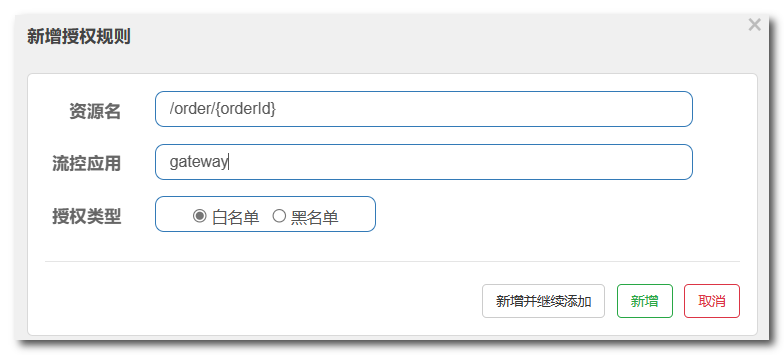 新增授权规则
资源名 /order/{orderId}
流控应用 gateway
授权类型 白名单 黑名单
新增并继续添加 新增 取消